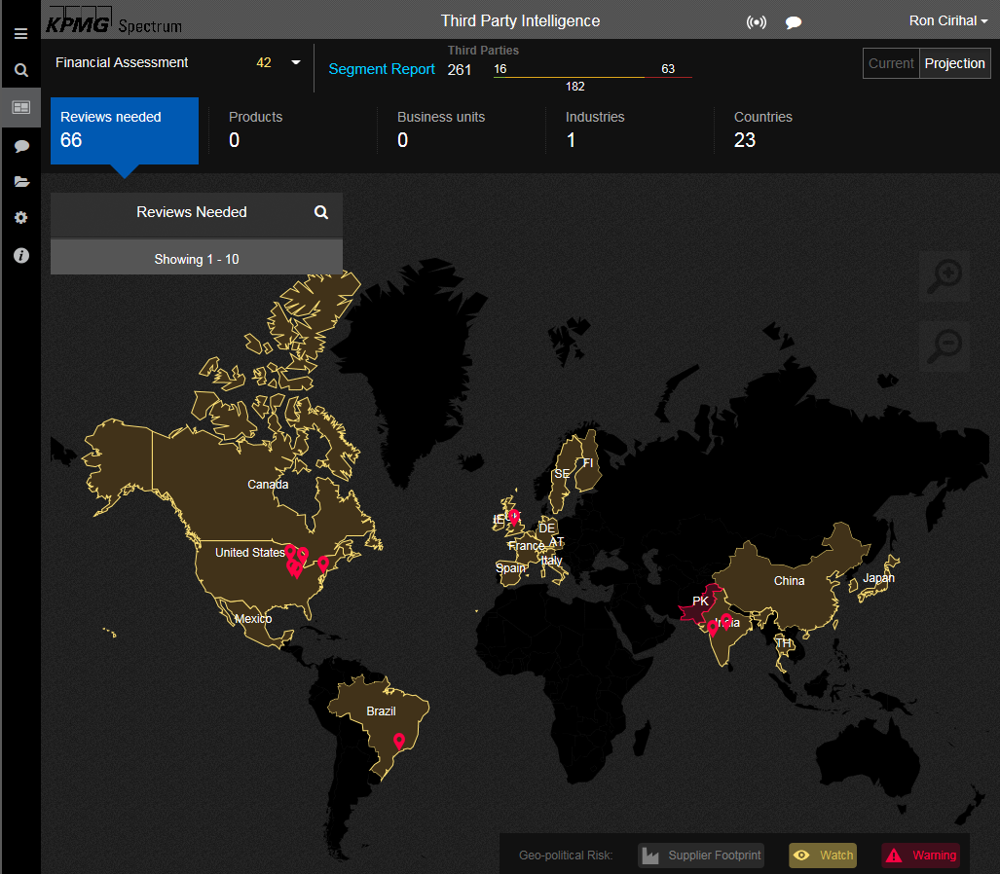 KPMG Spectrum
Third Party Intelligence
Ron Cirihal
Financial Assessment 42
Segment Report
Third Parties
261
16 63
182
Current Projection
Reviews needed
66
Products
0
Business units
0
Industries
1
Countries
23
Reviews Needed
Showing 1 - 10
Canada
SE
FI
IE
DE
France
AT
United States
Spain
Italy
China
Japan
PK
Mexico
India
TH
Brazil
Geo-political Risk: Supplier Footprint Watch Warning